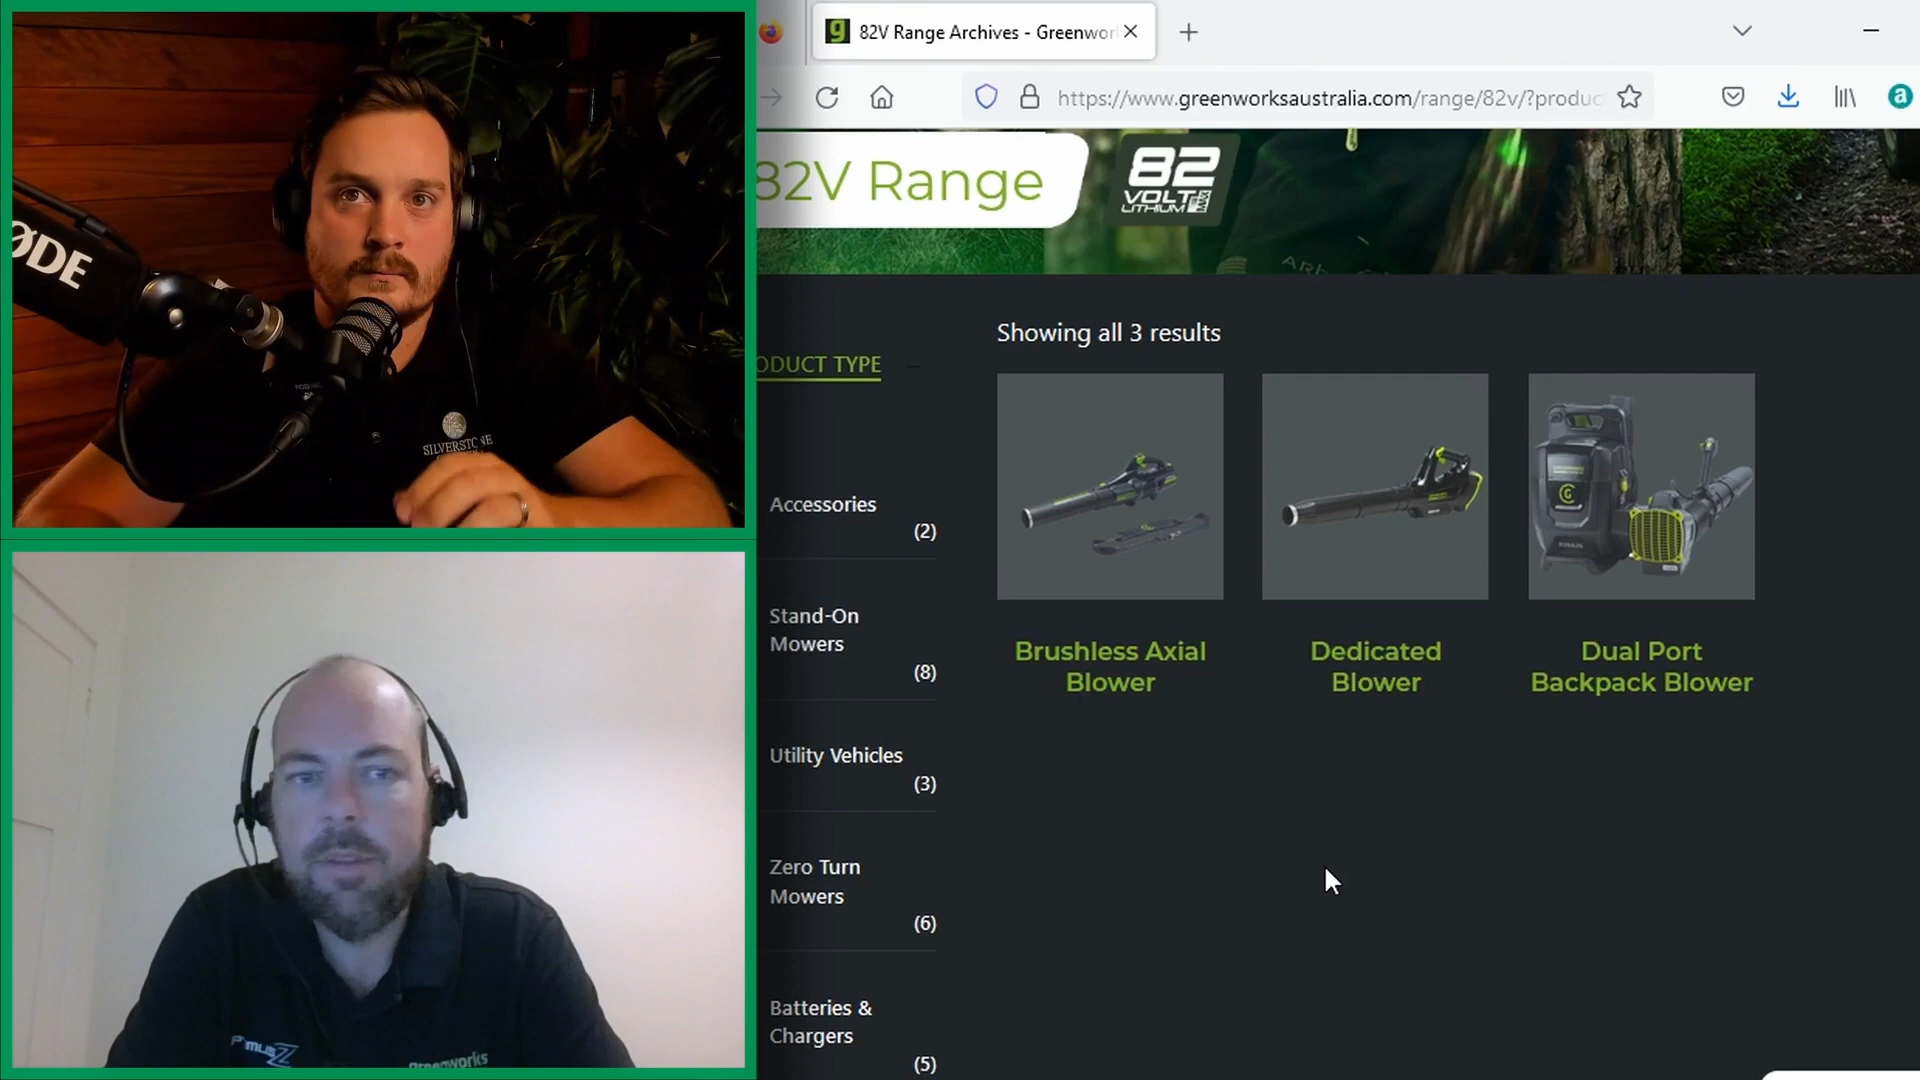 82V Range Archives - Greenwor
https://www.greenworksaustralia.com/range/82v/?produc
82V Range
82
VOLT
LITHIUM
Showing all 3 results
ODUCT TYPE
Accessories
(2)
Stand-On
Mowers
(8)
Utility Vehicles
(3)
Zero Turn
Mowers
(6)
Batteries &
Chargers
(5)
Brushless Axial
Blower
Dedicated
Blower
Dual Port
Backpack Blower
RØDE
SILVERSTONE
greenworks